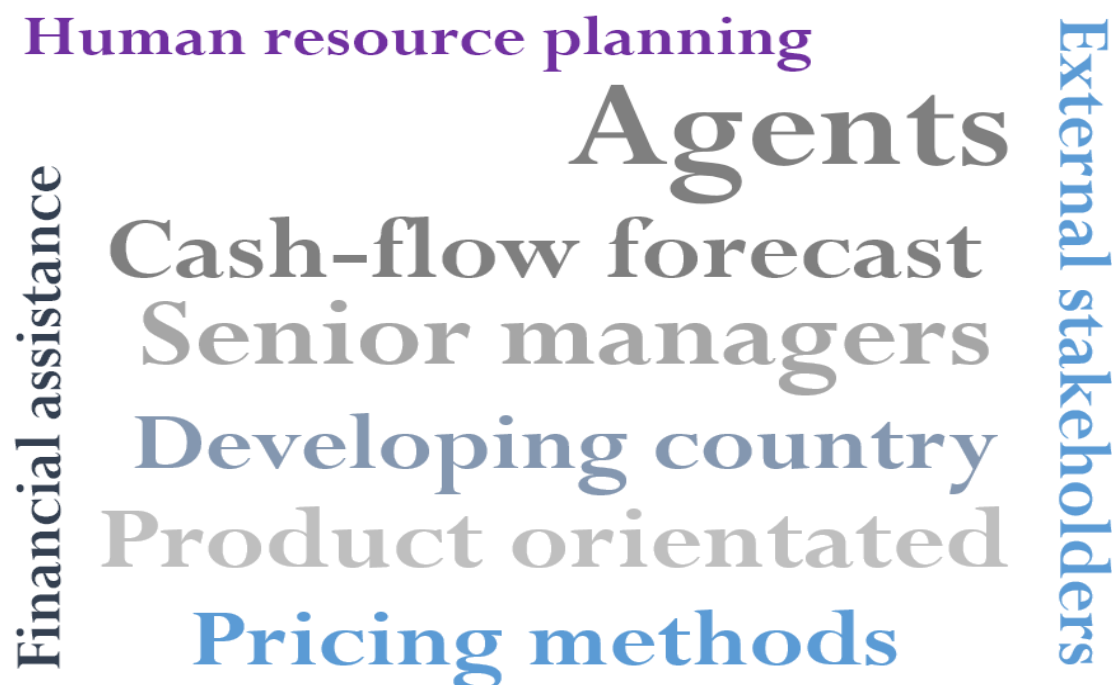 Human resource planning
Agents
Cash-flow forecast
Senior managers
Developing country
Product orientated
Pricing methods
Financial assistance
External stakeholders